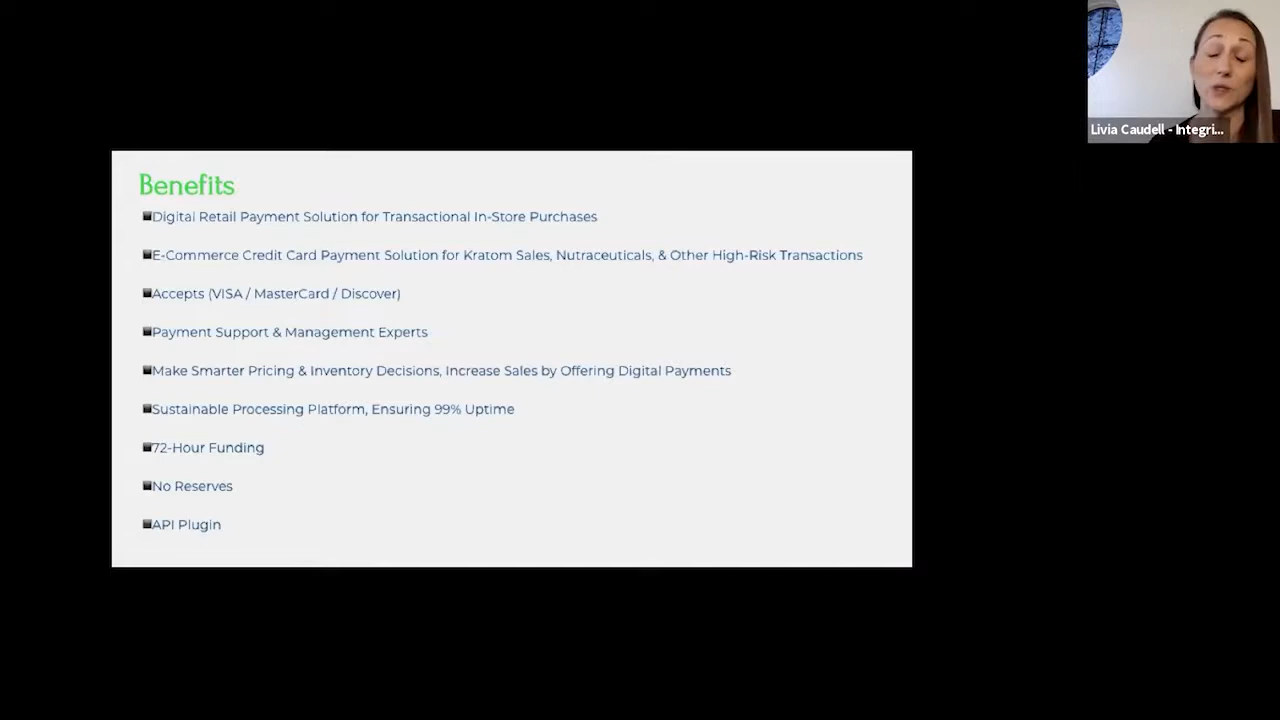 Livia Caudell - Integri...
Benefits
Digital Retail Payment Solution for Transactional In-Store Purchases
E-Commerce Credit Card Payment Solution for Kratom Sales, Nutraceuticals, & Other High-Risk Transactions
Accepts (VISA / MasterCard / Discover)
Payment Support & Management Experts
Make Smarter Pricing & Inventory Decisions, Increase Sales by Offering Digital Payments
Sustainable Processing Platform, Ensuring 99% Uptime
72-Hour Funding
No Reserves
API Plugin